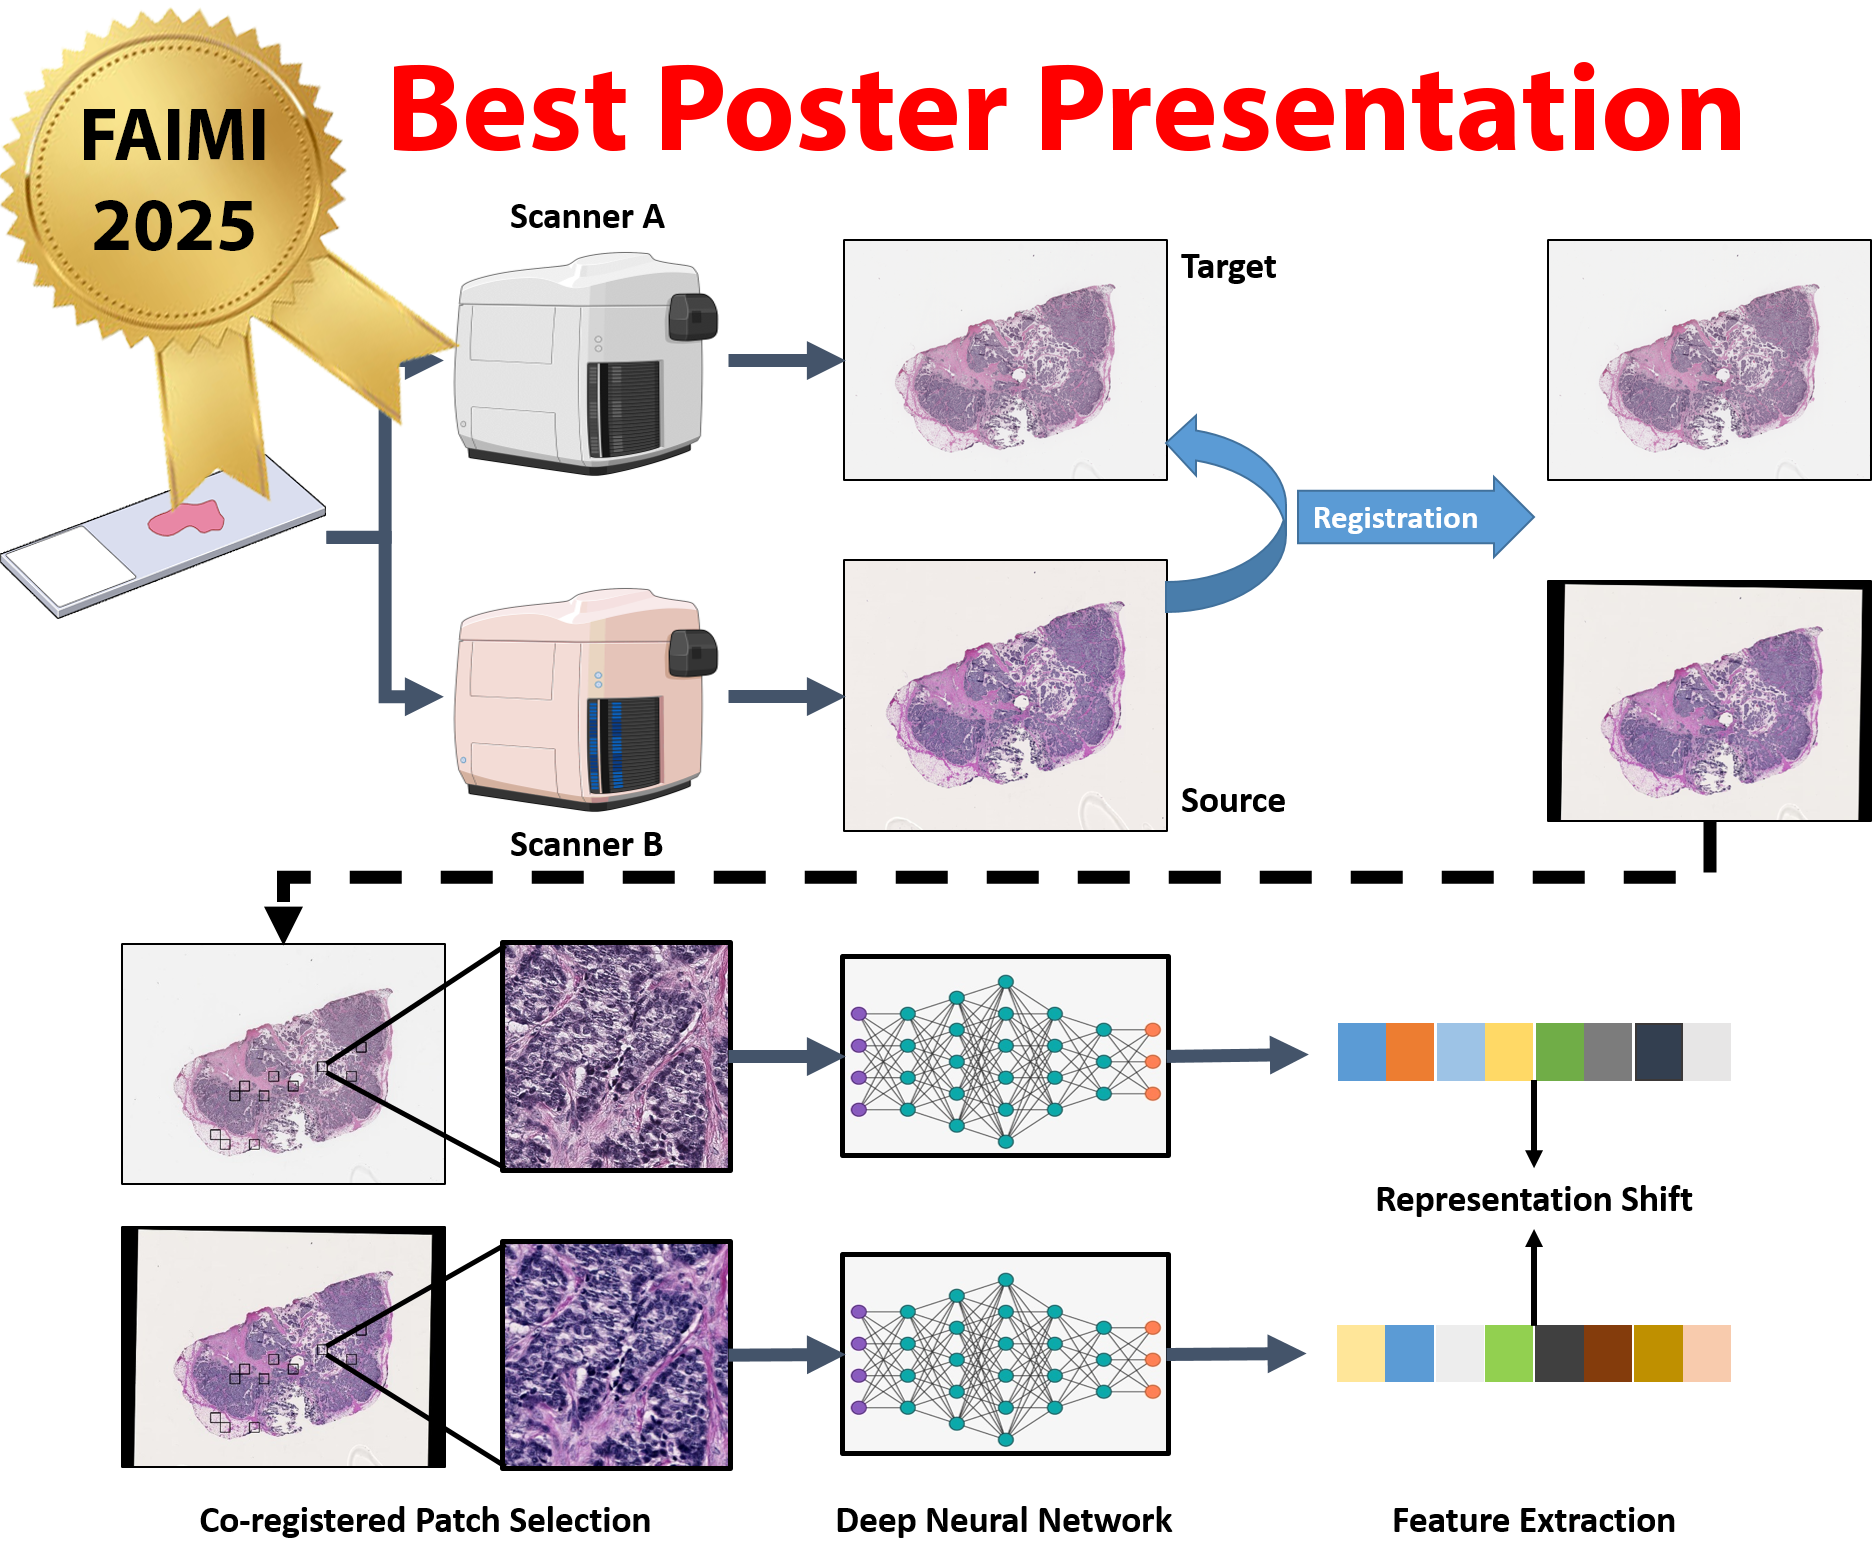 FAIMI
2025
Best Poster Presentation
Scanner A
Target
Registration
Source
Scanner B
Representation Shift
Co-registered Patch Selection
Deep Neural Network
Feature Extraction